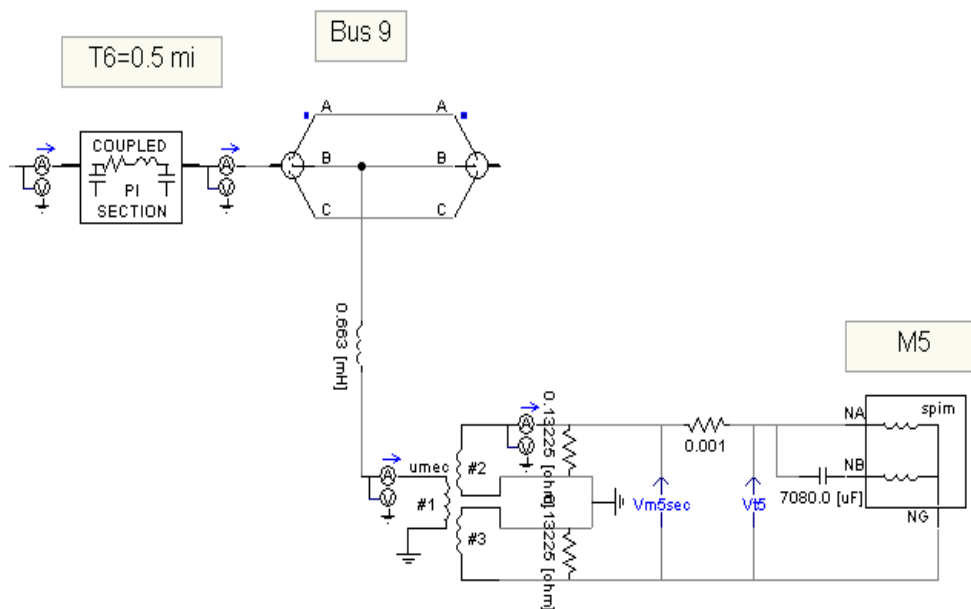 Bus 9
T6=0.5 mi
A
A
COUPLED
B
B
A
V
PI
SECTION
A
V
C
C
0.663 [mH]
M5
0.13225 [ohm]
spim
NA
A
V
0.001
umec
#2
NB
A
V
#1
Vm5sec
Vt5
7080.0 [uF]
NG
#3
0.13225 [ohm]